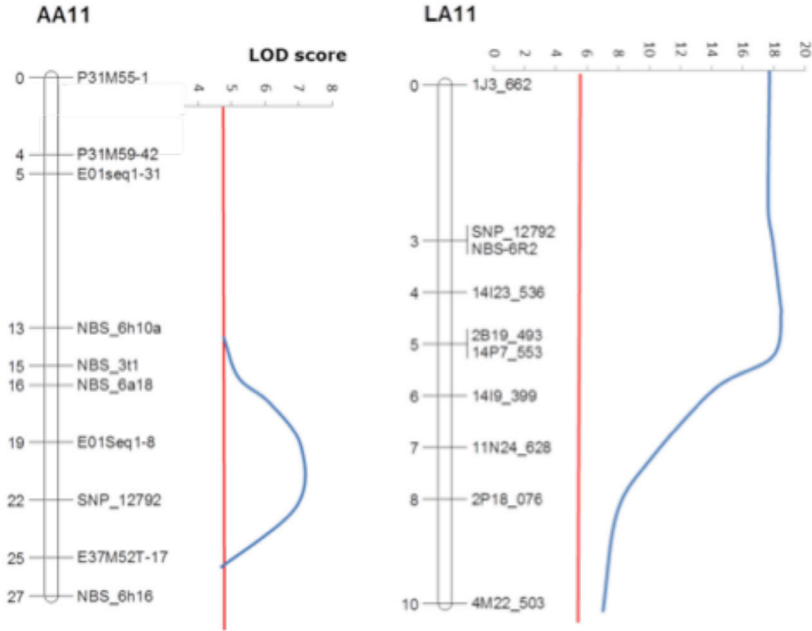 AA11
LOD score
4 5 6 7 8
0 P31M55-1
4 P31M59-42
5 E01seq1-31
13 NBS_6h10a
15 NBS_3t1
16 NBS_6a18
19 E01Seq1-8
22 SNP_12792
25 E37M52T-17
27 NBS_6h16
LA11
0 2 4 6 8 10 12 14 16 18 20
0 1J3_662
3 SNP_12792
NBS-6R2
4 14I23_536
5 2B19_493
14P7_553
6 14I9_399
7 11N24_628
8 2P18_076
10 4M22_503